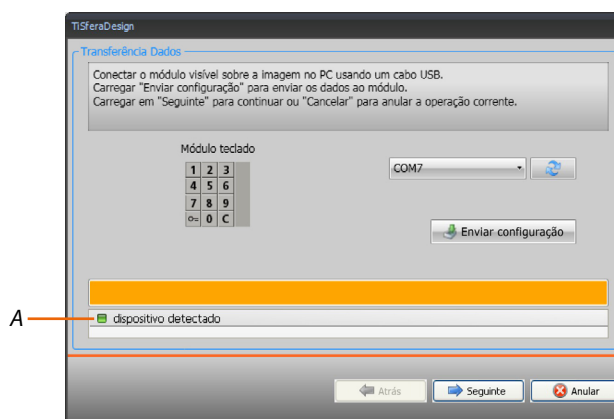 TiSferaDesign
Transferência Dados
Conectar o módulo visível sobre a imagem no PC usando um cabo USB.
Carregar "Enviar configuração" para enviar os dados ao módulo.
Carregar em "Seguinte" para continuar ou "Cancelar" para anular a operação corrente.
Módulo teclado
1 2 3
4 5 6
7 8 9
0 C
COM7
Enviar configuração
A
dispositivo detectado
Atrás
Seguinte
Anular